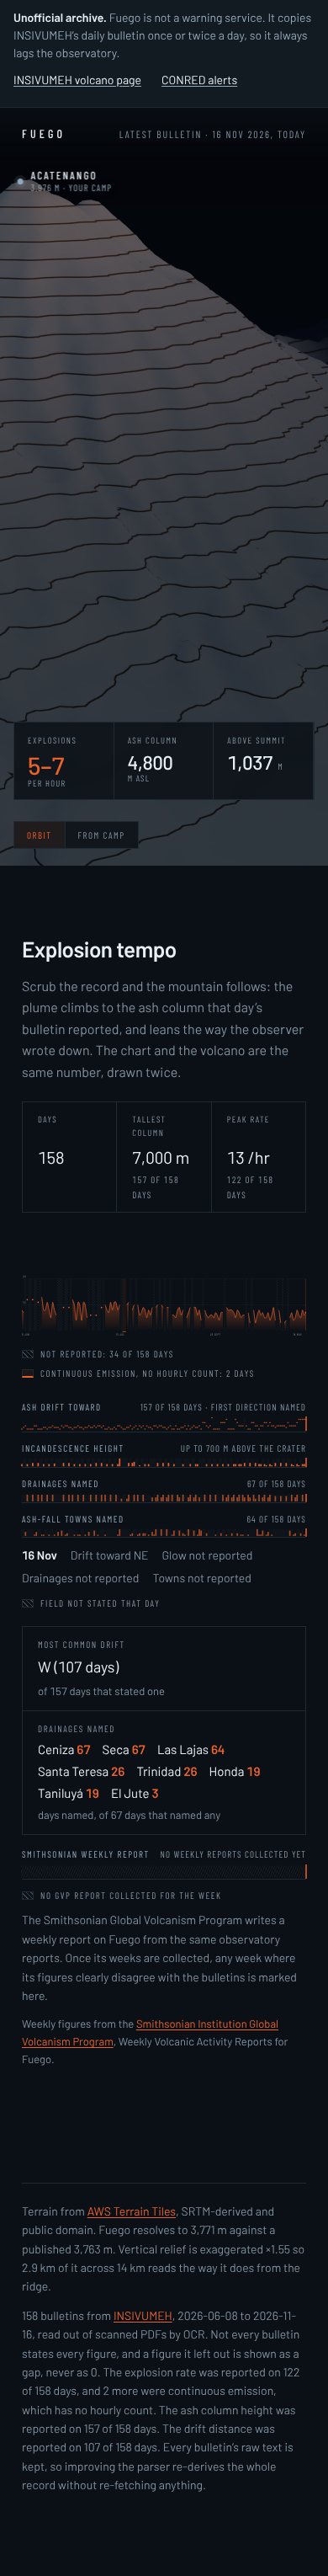 Unofficial archive. Fuego is not a warning service. It copies
INSIVUMEH's daily bulletin once or twice a day, so it always
lags the observatory.
INSIVUMEH volcano page CONRED alerts
FUEGO LATEST BULLETIN · 16 NOV 2026, TODAY
ACATENANGO
3,976 M · YOUR CAMP
EXPLOSIONS ASH COLUMN ABOVE SUMMIT
5–7 4,800 1,037 M
PER HOUR M ASL
ORBIT FROM CAMP
Explosion tempo
Scrub the record and the mountain follows: the
plume climbs to the ash column that day's
bulletin reported, and leans the way the observer
wrote down. The chart and the volcano are the
same number, drawn twice.
DAYS TALLEST COLUMN PEAK RATE
158 7,000 m 13 /hr
157 OF 158 DAYS 122 OF 158 DAYS
NOT REPORTED: 34 OF 158 DAYS
CONTINUOUS EMISSION, NO HOURLY COUNT: 2 DAYS
ASH DRIFT TOWARD 157 OF 158 DAYS · FIRST DIRECTION NAMED
INCANDESCENCE HEIGHT UP TO 700 M ABOVE THE CRATER
DRAINAGES NAMED 67 OF 158 DAYS
ASH-FALL TOWNS NAMED 64 OF 158 DAYS
16 Nov Drift toward NE Glow not reported
Drainages not reported Towns not reported
FIELD NOT STATED THAT DAY
MOST COMMON DRIFT
W (107 days)
of 157 days that stated one
DRAINAGES NAMED
Ceniza 67 Seca 67 Las Lajas 64
Santa Teresa 26 Trinidad 26 Honda 19
Taniluyá 19 El Jute 3
days named, of 67 days that named any
SMITHSONIAN WEEKLY REPORT NO WEEKLY REPORTS COLLECTED YET
NO GVP REPORT COLLECTED FOR THE WEEK
The Smithsonian Global Volcanism Program writes a
weekly report on Fuego from the same observatory
reports. Once its weeks are collected, any week where
its figures clearly disagree with the bulletins is marked
here.
Weekly figures from the Smithsonian Institution Global
Volcanism Program, Weekly Volcanic Activity Reports for
Fuego.
Terrain from AWS Terrain Tiles, SRTM-derived and
public domain. Fuego resolves to 3,771 m against a
published 3,763 m. Vertical relief is exaggerated ×1.55 so
2.9 km of it across 14 km reads the way it does from the
ridge.
158 bulletins from INSIVUMEH, 2026-06-08 to 2026-11-
16, read out of scanned PDFs by OCR. Not every bulletin
states every figure, and a figure it left out is shown as a
gap, never as 0. The explosion rate was reported on 122
of 158 days, and 2 more were continuous emission,
which has no hourly count. The ash column height was
reported on 157 of 158 days. The drift distance was
reported on 107 of 158 days. Every bulletin's raw text is
kept, so improving the parser re-derives the whole
record without re-fetching anything.